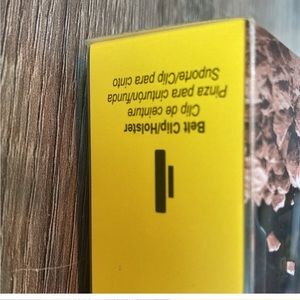 Belt Clip/Holster
Clip de ceinture
Pinza para cinturón/funda
Suporte/Clip para cinto